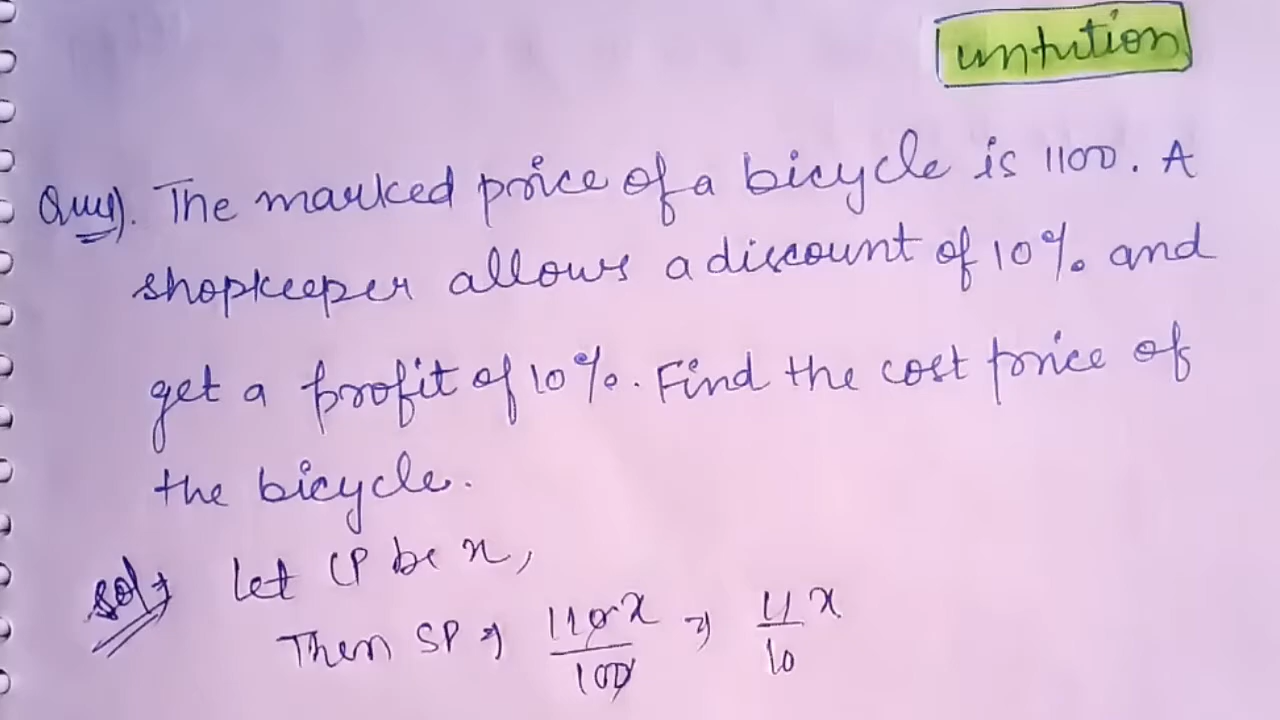 untution
Ques). The marked price of a bicycle is 1100. A
shopkeeper allows a discount of 10% and
get a profit of 10%. Find the cost price of
the bicycle.
Sol⇒ Let CP be x,
Then SP ⇒ 110x/100 ⇒ 11/10 x